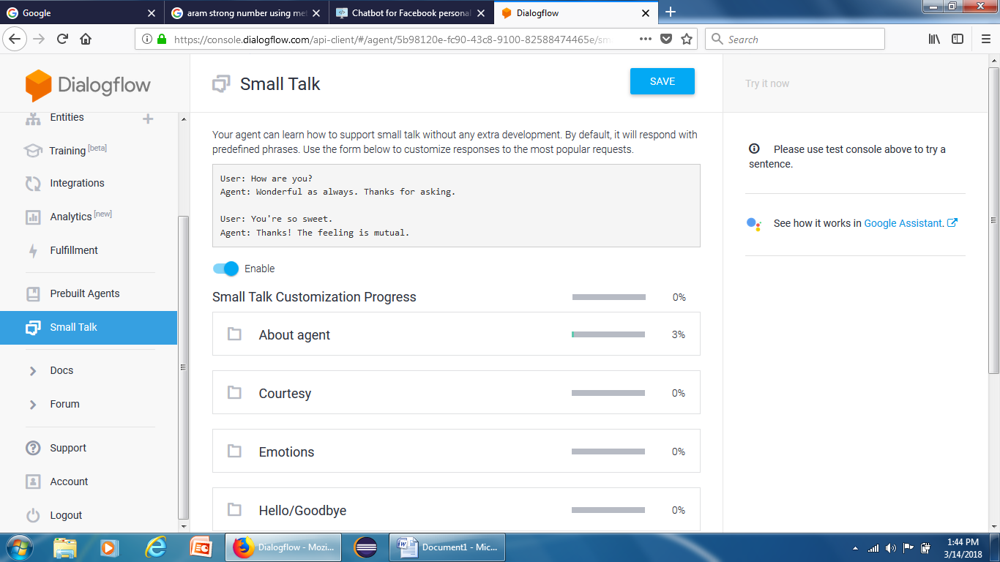 Google
aram strong number using met
Chatbot for Facebook personal
Dialogflow
https://console.dialogflow.com/api-client/#/agent/5b98120e-fc90-43c8-9100-82588474465e/sm
Search
Dialogflow
Entities
Training [beta]
Integrations
Analytics [new]
Fulfillment
Prebuilt Agents
Small Talk
Docs
Forum
Support
Account
Logout
Small Talk
SAVE
Your agent can learn how to support small talk without any extra development. By default, it will respond with
predefined phrases. Use the form below to customize responses to the most popular requests.
User: How are you?
Agent: Wonderful as always. Thanks for asking.
User: You're so sweet.
Agent: Thanks! The feeling is mutual.
Enable
Small Talk Customization Progress 0%
About agent 3%
Courtesy 0%
Emotions 0%
Hello/Goodbye 0%
Try it now
Please use test console above to try a
sentence.
See how it works in Google Assistant.
Dialogflow - Mozi...
Document1 - Mic...
1:44 PM
3/14/2018